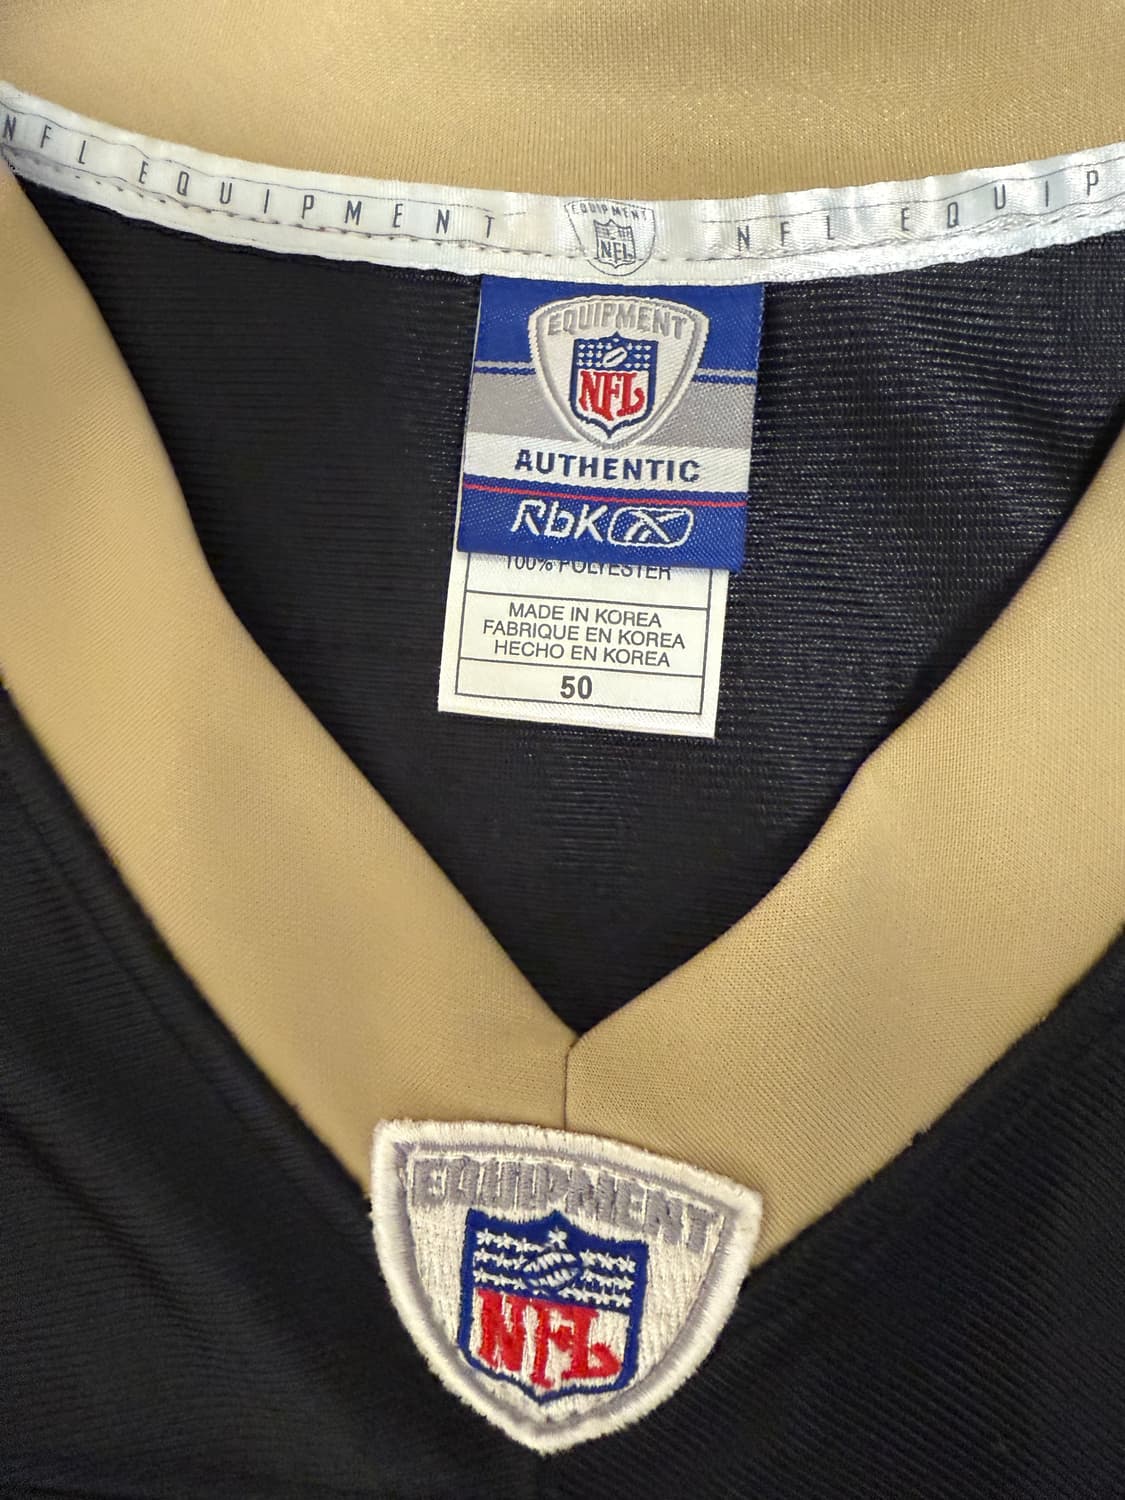 NFL EQUIPMENT
EQUIPMENT
NFL
NFL EQUIP
EQUIPMENT
NFL
AUTHENTIC
RbK
100% POLYESTER
MADE IN KOREA
FABRIQUE EN KOREA
HECHO EN KOREA
50
EQUIPMENT
NFL